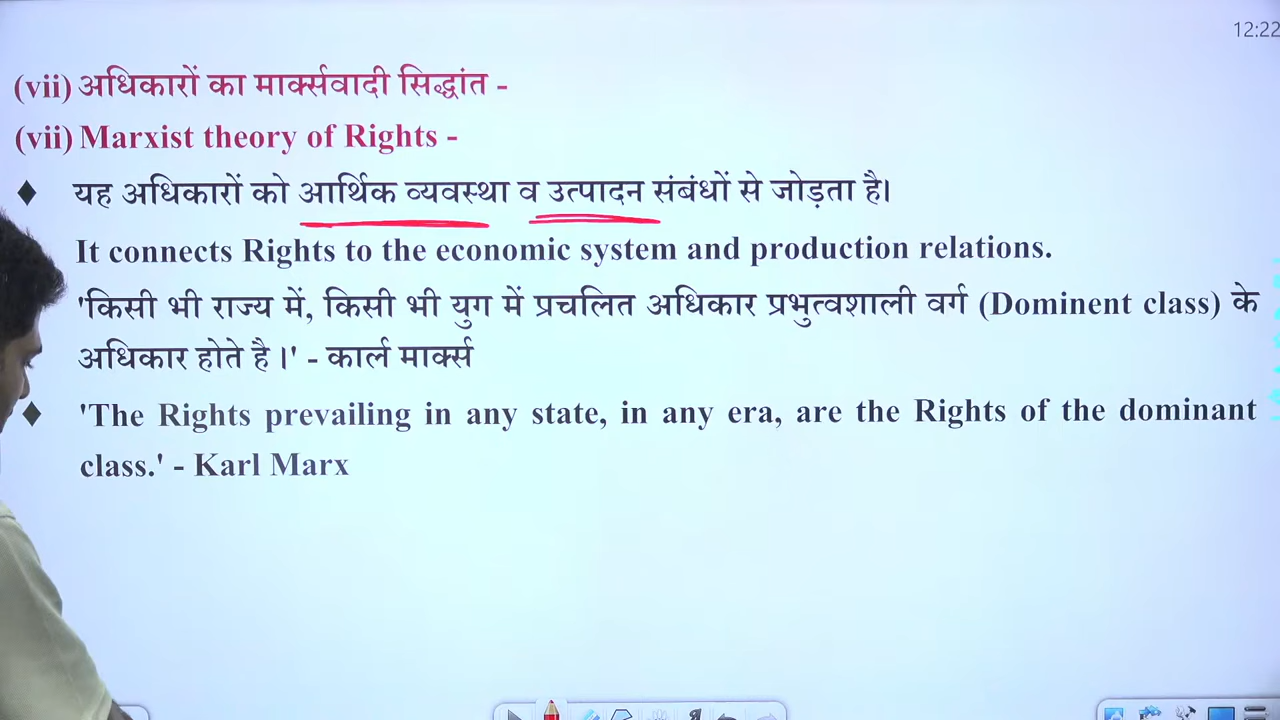 12:22
(vii) अधिकारों का मार्क्सवादी सिद्धांत -
(vii) Marxist theory of Rights -
♦ यह अधिकारों को आर्थिक व्यवस्था व उत्पादन संबंधों से जोड़ता है।
It connects Rights to the economic system and production relations.
'किसी भी राज्य में, किसी भी युग में प्रचलित अधिकार प्रभुत्वशाली वर्ग (Dominent class) के
अधिकार होते है।' - कार्ल मार्क्स
♦ 'The Rights prevailing in any state, in any era, are the Rights of the dominant
class.' - Karl Marx